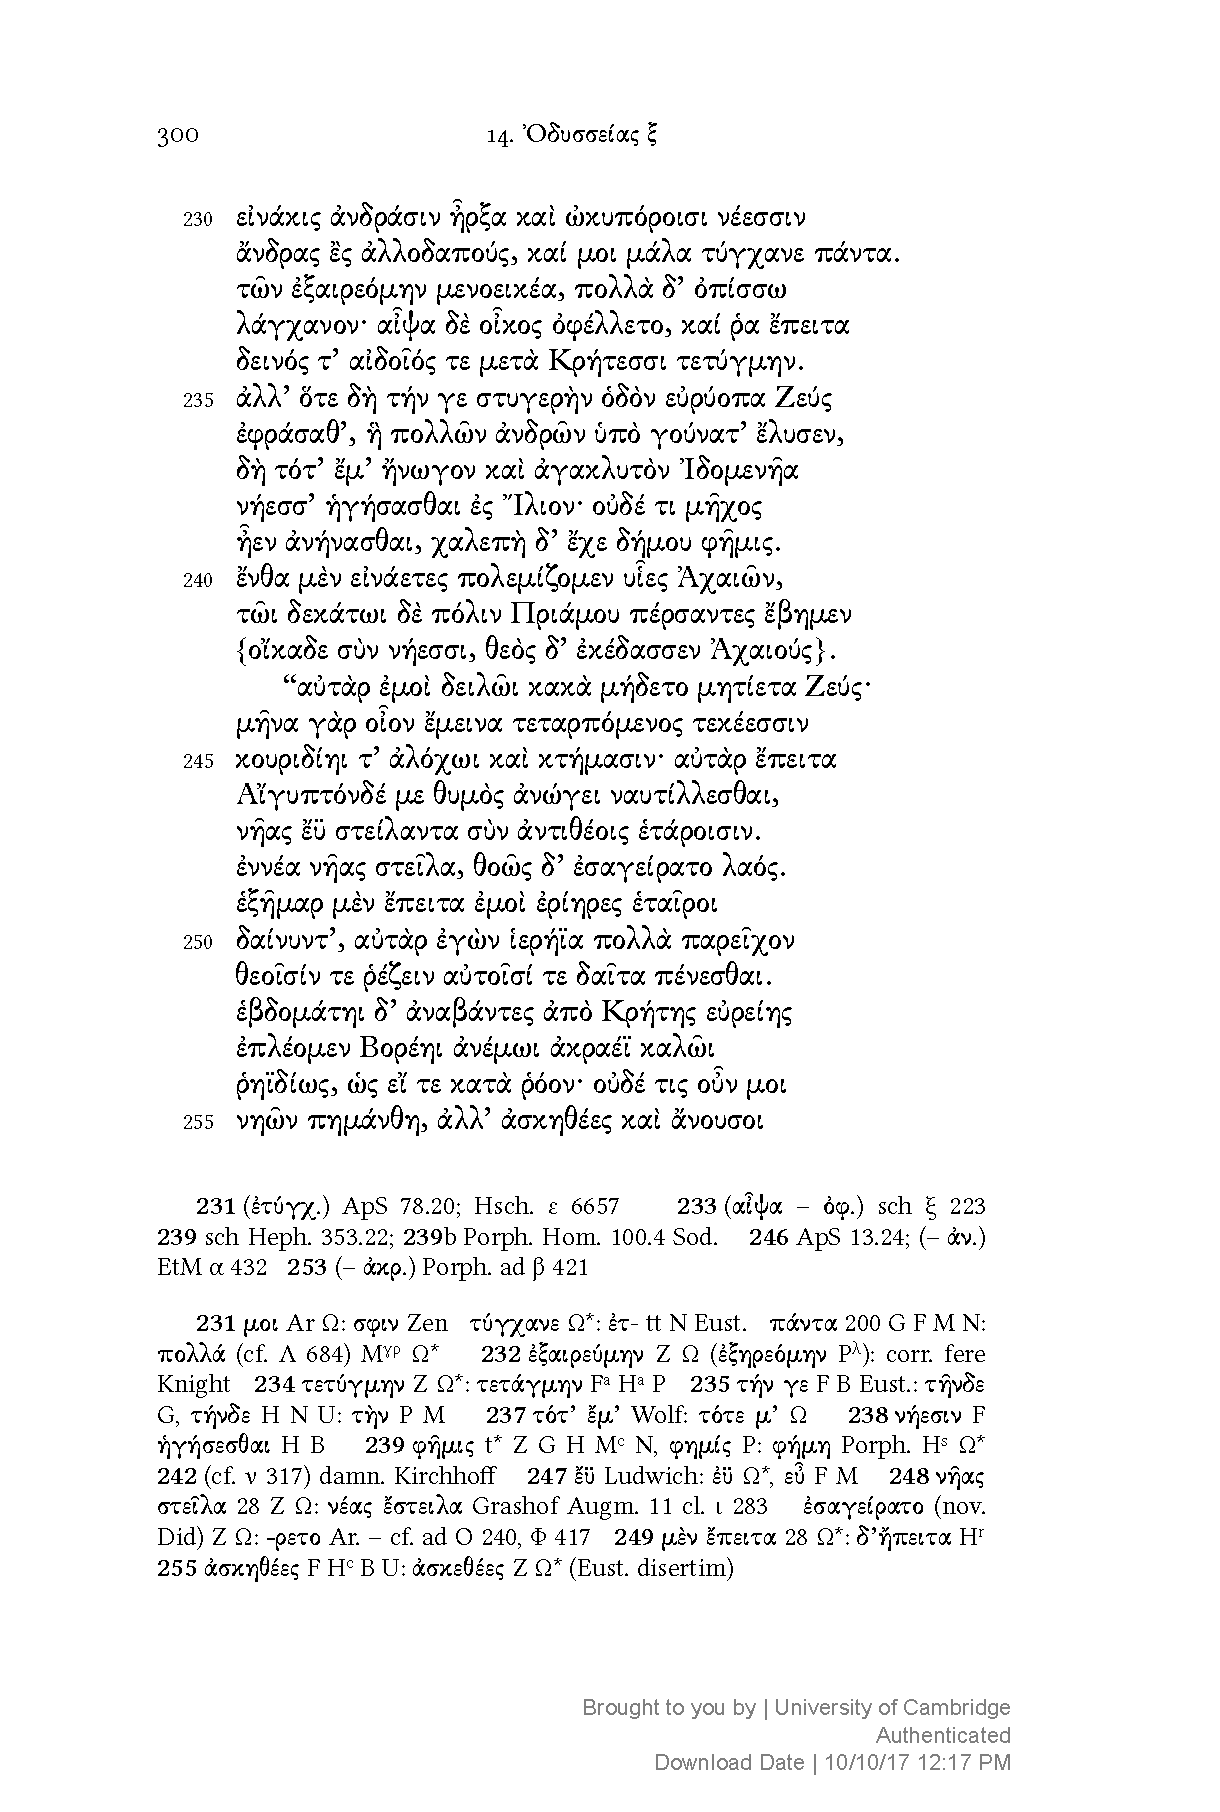 300 14. Ὀδυσσείας ξ
230 εἰνάκις ἀνδράσιν ἦρξα καὶ ὠκυπόροισι νέεσσιν
ἄνδρας ἒς ἀλλοδαπούς, καί μοι μάλα τύγχανε πάντα.
τῶν ἐξαιρεόμην μενοεικέα, πολλὰ δ’ ὀπίσσω
λάγχανον· αἶψα δὲ οἶκος ὀφέλλετο, καί ῥα ἔπειτα
δεινός τ’ αἰδοῖός τε μετὰ Κρήτεσσι τετύγμην.
235 ἀλλ’ ὅτε δὴ τήν γε στυγερὴν ὁδὸν εὐρύοπα Ζεύς
ἐφράσαθ’, ἣ πολλῶν ἀνδρῶν ὑπὸ γούνατ’ ἔλυσεν,
δὴ τότ’ ἔμ’ ἤνωγον καὶ ἀγακλυτὸν Ἰδομενῆα
νήεσσ’ ἡγήσασθαι ἐς Ἴλιον· οὐδέ τι μῆχος
ἦεν ἀνήνασθαι, χαλεπὴ δ’ ἔχε δήμου φῆμις.
240 ἔνθα μὲν εἰνάετες πολεμίζομεν υἷες Ἀχαιῶν,
τῶι δεκάτωι δὲ πόλιν Πριάμου πέρσαντες ἔβημεν
{οἴκαδε σὺν νήεσσι, θεὸς δ’ ἐκέδασσεν Ἀχαιούς}.
“αὐτὰρ ἐμοὶ δειλῶι κακὰ μήδετο μητίετα Ζεύς·
μῆνα γὰρ οἶον ἔμεινα τεταρπόμενος τεκέεσσιν
245 κουριδίηι τ’ ἀλόχωι καὶ κτήμασιν· αὐτὰρ ἔπειτα
Αἴγυπτόνδέ με θυμὸς ἀνώγει ναυτίλλεσθαι,
νῆας ἔϋ στείλαντα σὺν ἀντιθέοις ἑτάροισιν.
ἐννέα νῆας στεῖλα, θοῶς δ’ ἐσαγείρατο λαός.
ἑξῆμαρ μὲν ἔπειτα ἐμοὶ ἐρίηρες ἑταῖροι
250 δαίνυντ’, αὐτὰρ ἐγὼν ἱερήϊα πολλὰ παρεῖχον
θεοῖσίν τε ῥέζειν αὐτοῖσί τε δαῖτα πένεσθαι.
ἑβδομάτηι δ’ ἀναβάντες ἀπὸ Κρήτης εὐρείης
ἐπλέομεν Βορέηι ἀνέμωι ἀκραέϊ καλῶι
ῥηϊδίως, ὡς εἴ τε κατὰ ῥόον· οὐδέ τις οὖν μοι
255 νηῶν πημάνθη, ἀλλ’ ἀσκηθέες καὶ ἄνουσοι
231 (ἐτύγχ.) ApS 78.20; Hsch. ε 6657 233 (αἶψα – ὀφ.) sch ξ 223
239 sch Heph. 353.22; 239b Porph. Hom. 100.4 Sod. 246 ApS 13.24; (– ἀν.)
EtM α 432 253 (– ἀκρ.) Porph. ad β 421
231 μοι Ar Ω: σφιν Zen τύγχανε Ω*: ἐτ- tt N Eust. πάντα 200 G F M N:
πολλά (cf. Λ 684) Mᵞᵖ Ω* 232 ἐξαιρεύμην Z Ω (ἐξηρεόμην Pλ): corr. fere
Knight 234 τετύγμην Z Ω*: τετάγμην Fᵃ Hᵃ P 235 τήν γε F B Eust.: τῆνδε
G, τήνδε H N U: τὴν P M 237 τότ’ ἔμ’ Wolf: τότε μ’ Ω 238 νήεσιν F
ἡγήσεσθαι H B 239 φῆμις t* Z G H Mᶜ N, φημίς P: φήμη Porph. Hˢ Ω*
242 (cf. ν 317) damn. Kirchhoff 247 ἔϋ Ludwich: ἐϋ Ω*, εὖ F M 248 νῆας
στεῖλα 28 Z Ω: νέας ἔστειλα Grashof Augm. 11 cl. ι 283 ἐσαγείρατο (nov.
Did) Z Ω: -ρετο Ar. – cf. ad O 240, Φ 417 249 μὲν ἔπειτα 28 Ω*: δ’ἤπειτα Hʳ
255 ἀσκηθέες F Hᶜ B U: ἀσκεθέες Z Ω* (Eust. disertim)
Brought to you by | University of Cambridge
Authenticated
Download Date | 10/10/17 12:17 PM